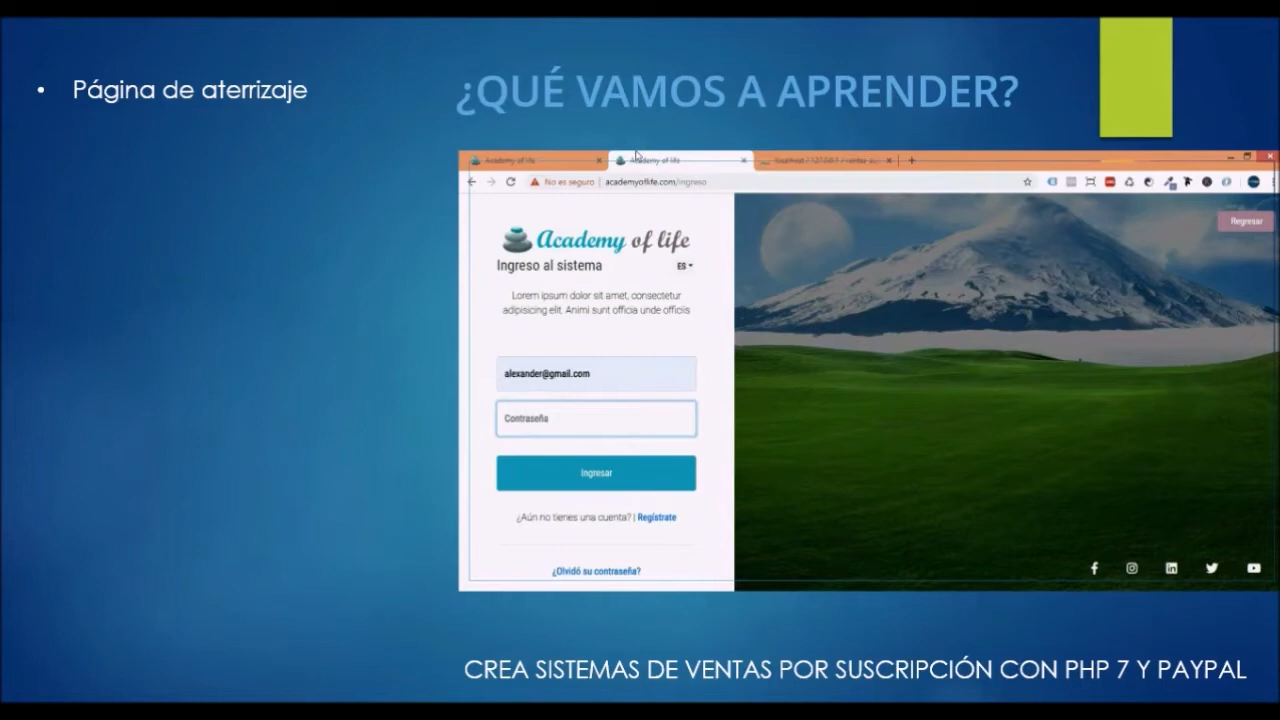 • Página de aterrizaje
¿QUÉ VAMOS A APRENDER?
Academy of life
Academy of life
No es seguro | academyoflife.com/ingreso
Regresar
Academy of life
Ingreso al sistema
ES
Lorem ipsum dolor sit amet, consectetur
adipisicing elit. Animi sunt officia unde officiis
alexander@gmail.com
Contraseña
Ingresar
¿Aún no tienes una cuenta? | Regístrate
¿Olvidó su contraseña?
CREA SISTEMAS DE VENTAS POR SUSCRIPCIÓN CON PHP 7 Y PAYPAL